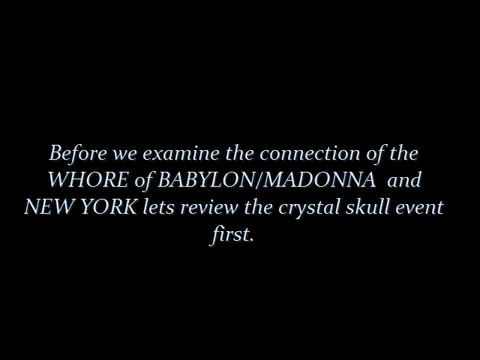 Before we examine the connection of the
WHORE of BABYLON/MADONNA and
NEW YORK lets review the crystal skull event
first.